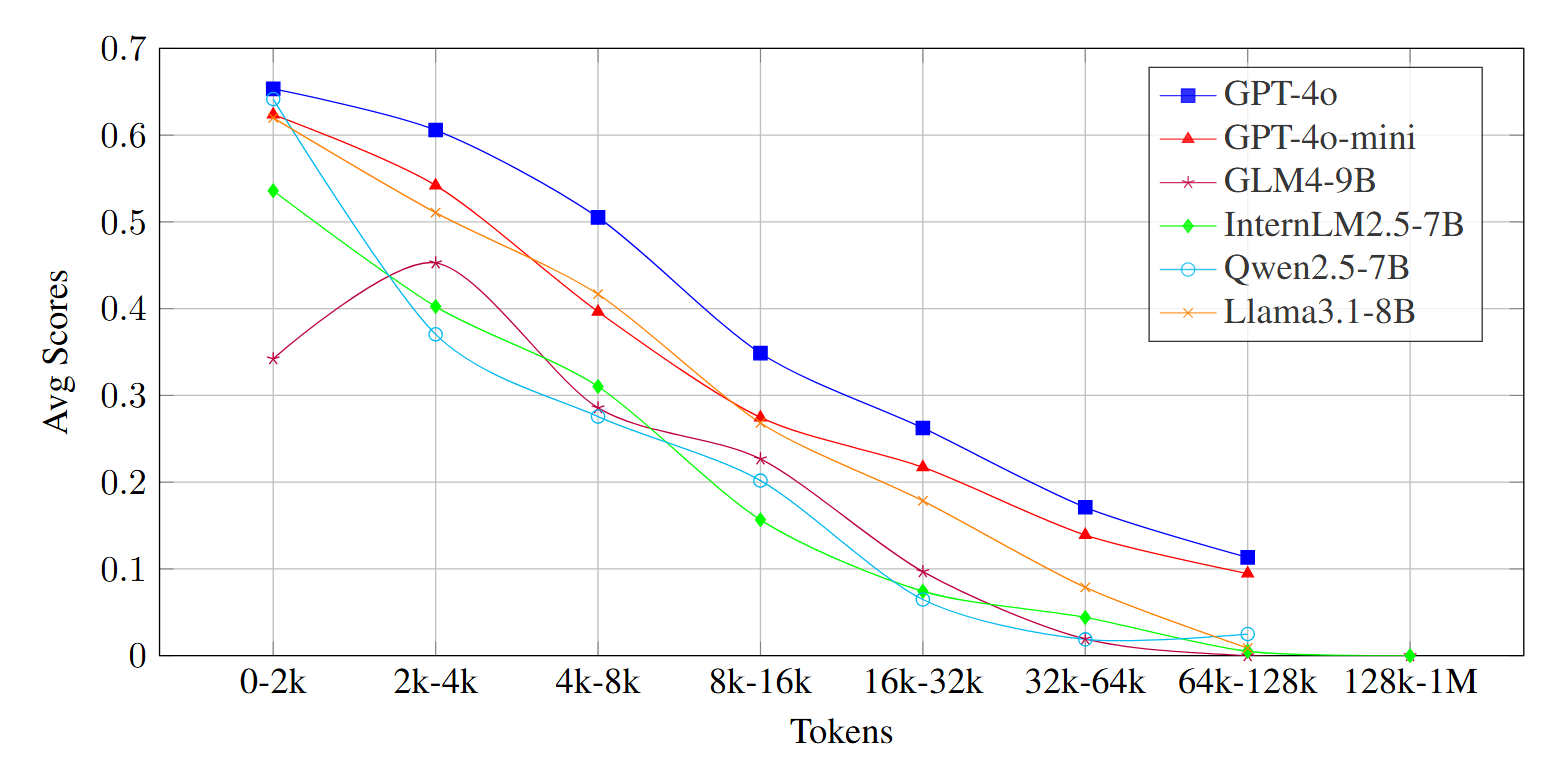 0.7
0.6
0.5
0.4
0.3
0.2
0.1
0
Avg Scores
GPT-4o
GPT-4o-mini
GLM4-9B
InternLM2.5-7B
Qwen2.5-7B
Llama3.1-8B
0-2k 2k-4k 4k-8k 8k-16k 16k-32k 32k-64k 64k-128k 128k-1M
Tokens